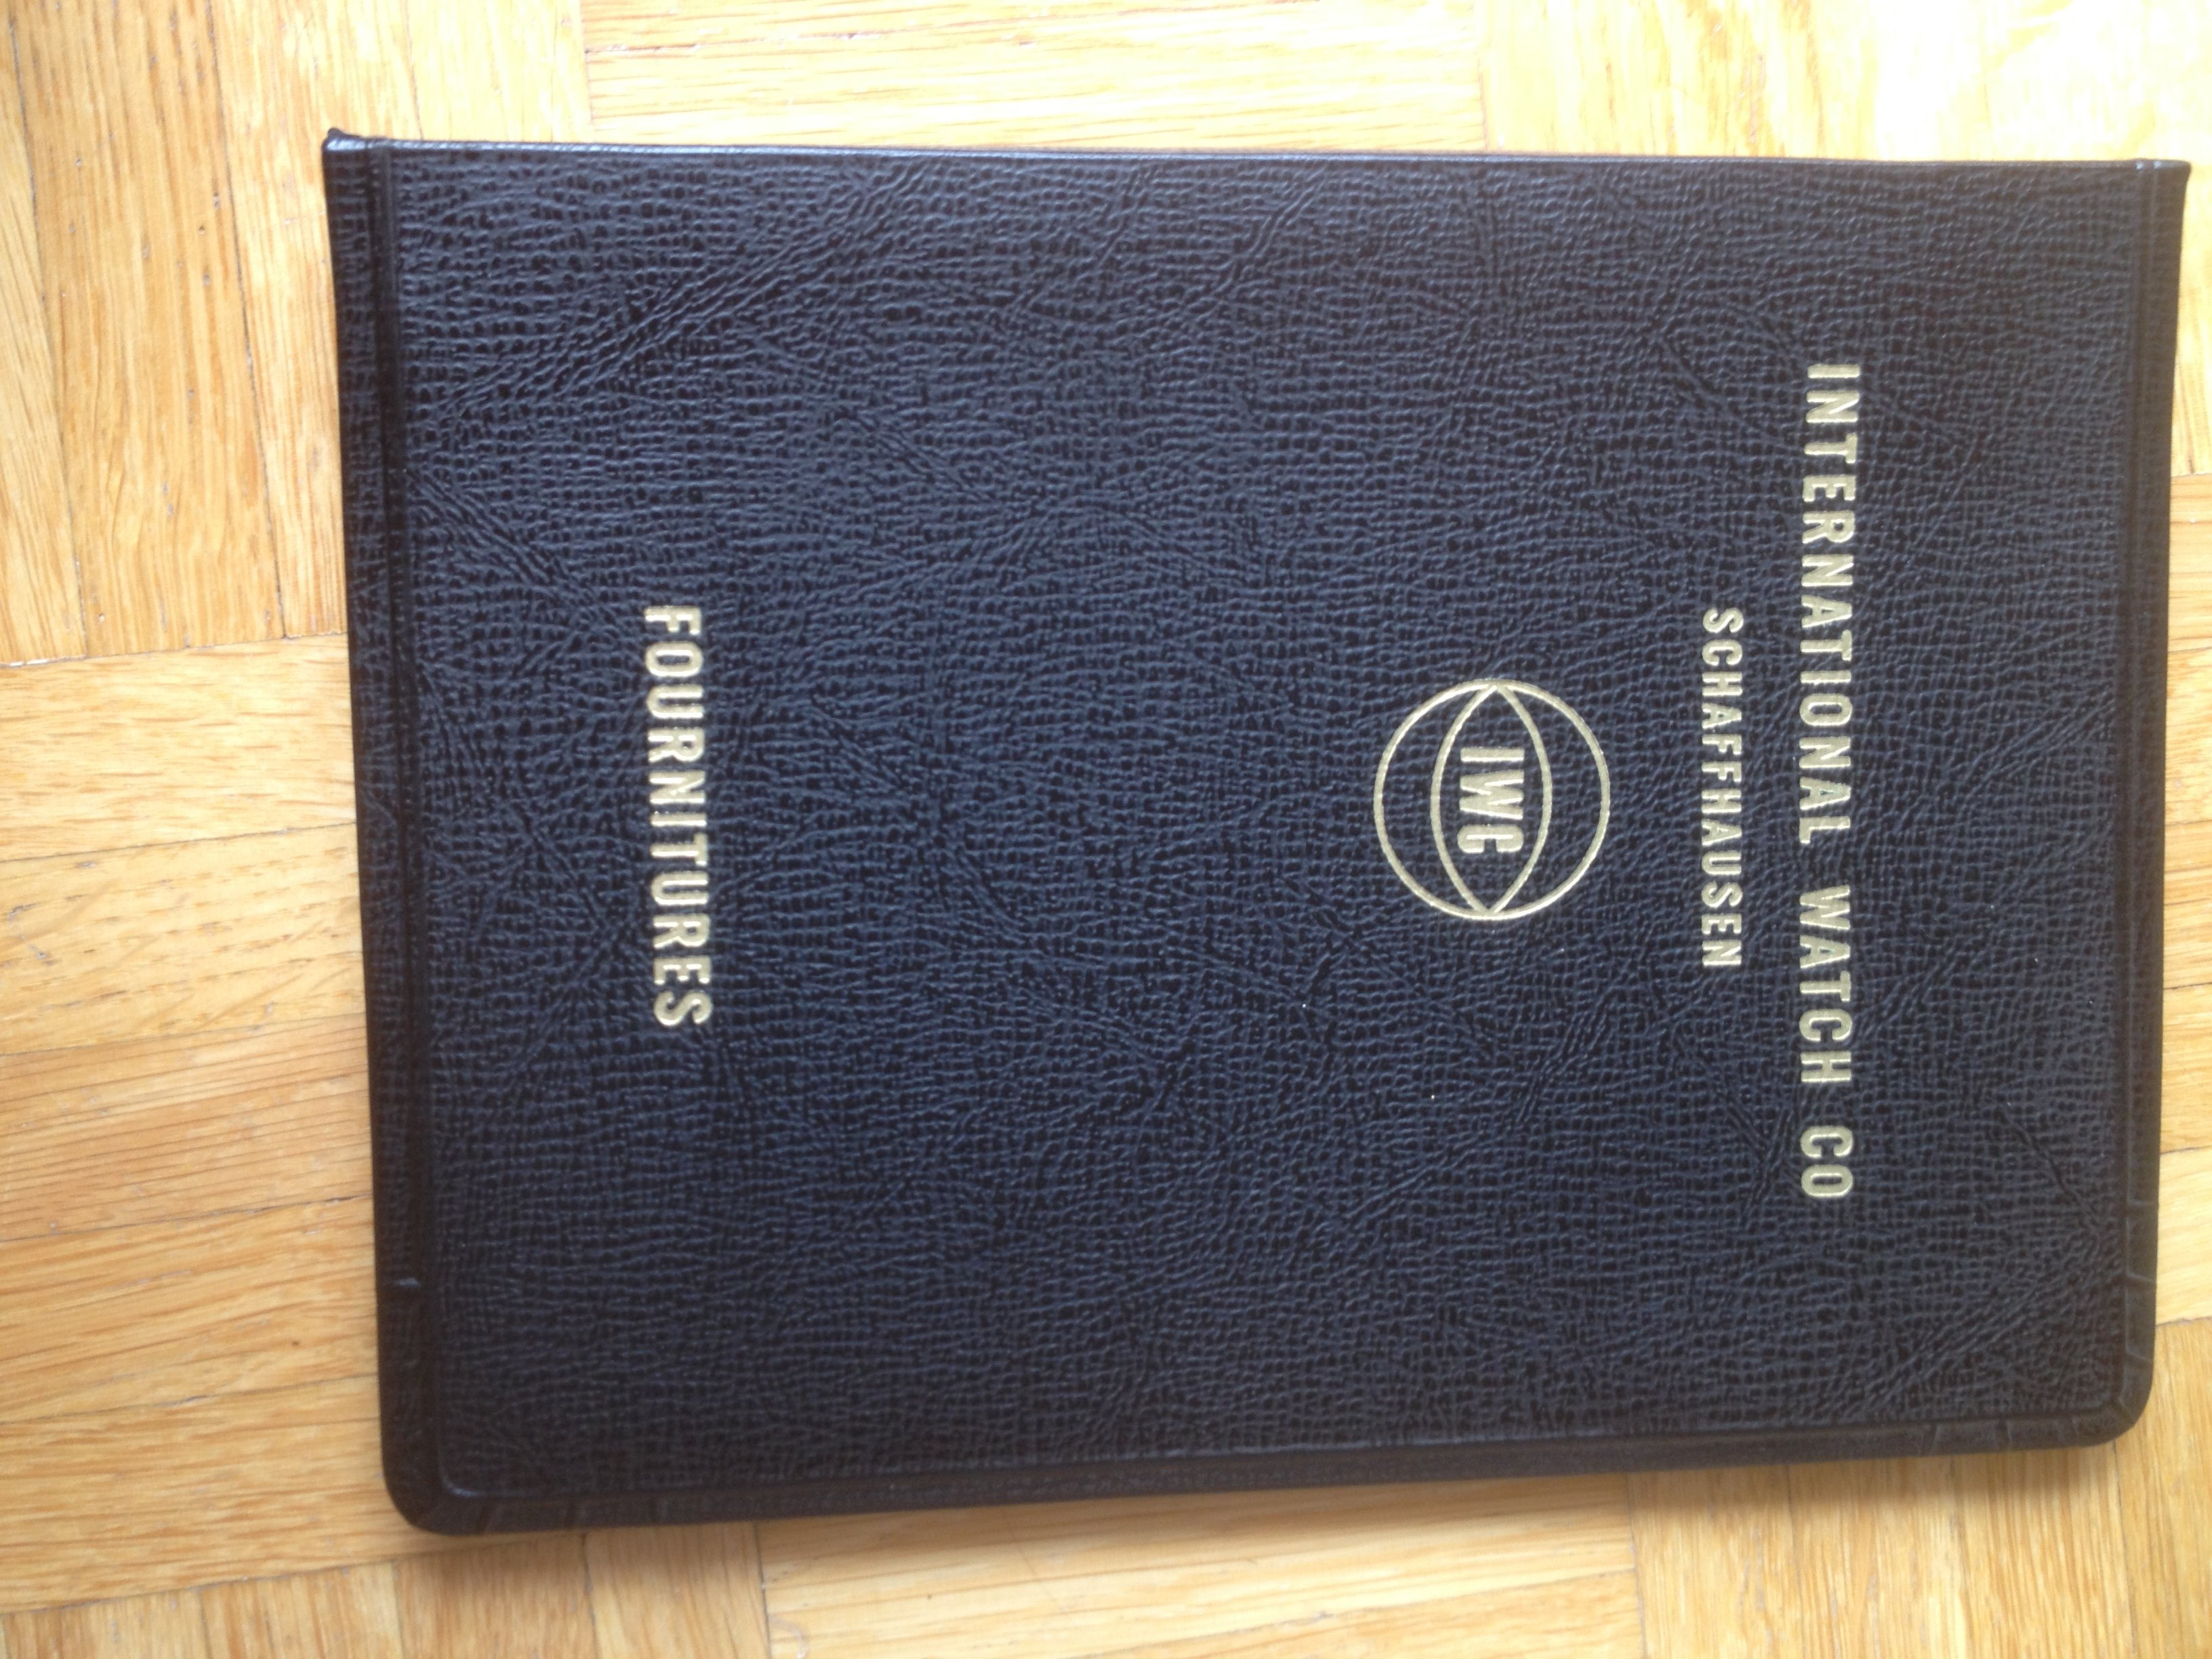 INTERNATIONAL WATCH CO
SCHAFFHAUSEN
IWC
FOURNITURES